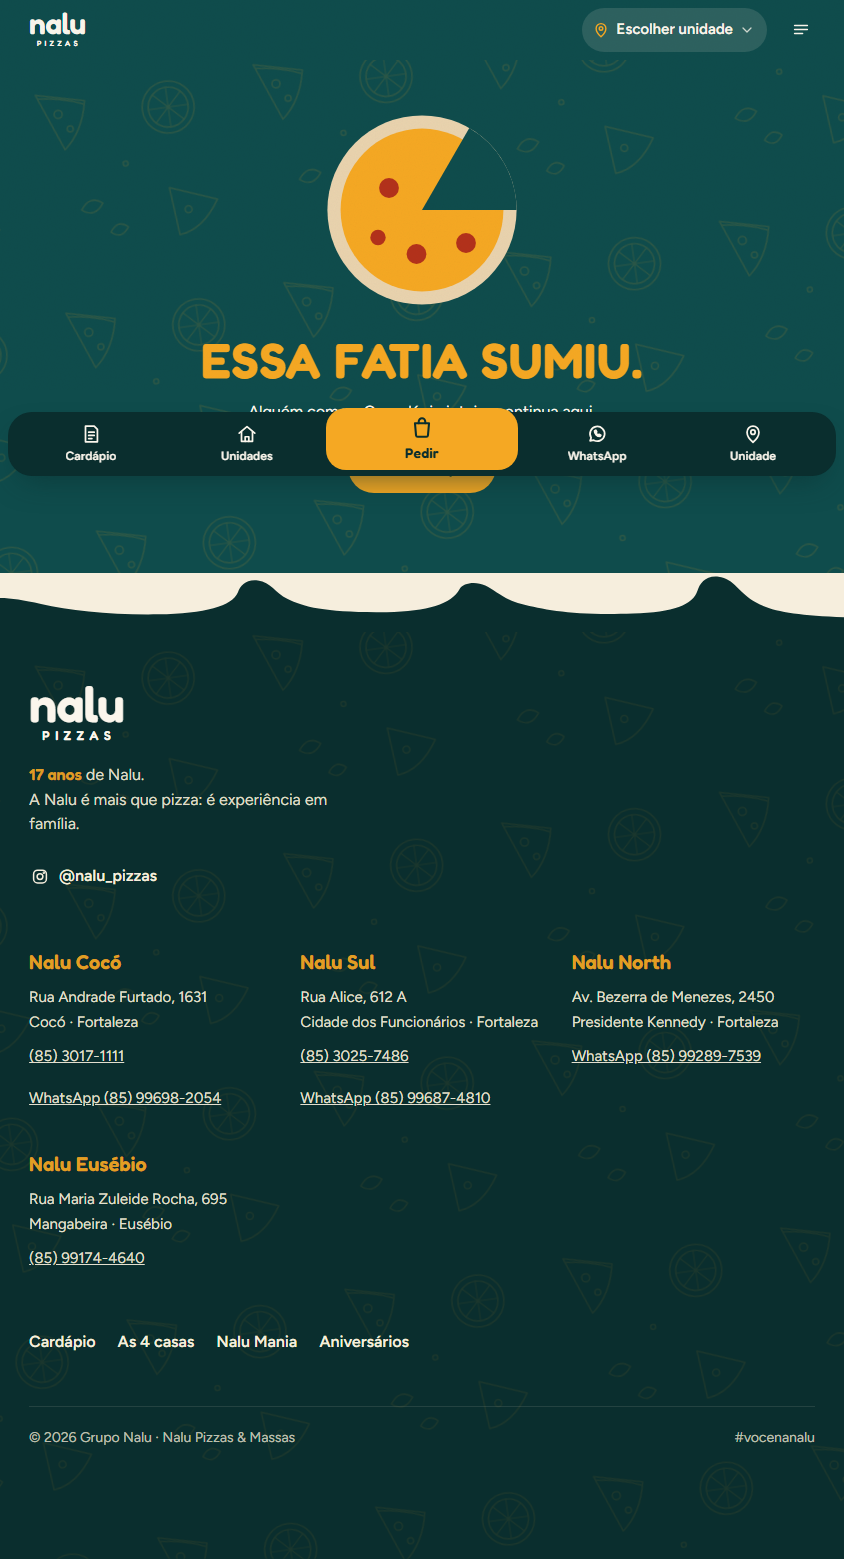 nalu
PIZZAS
Escolher unidade
ESSA FATIA SUMIU.
continua aqui
Cardápio
Unidades
Pedir
WhatsApp
Unidade
nalu
PIZZAS
17 anos de Nalu.
A Nalu é mais que pizza: é experiência em
família.
@nalu_pizzas
Nalu Cocó
Nalu Sul
Nalu North
Rua Andrade Furtado, 1631
Rua Alice, 612 A
Av. Bezerra de Menezes, 2450
Cocó · Fortaleza
Cidade dos Funcionários · Fortaleza
Presidente Kennedy · Fortaleza
(85) 3017-1111
(85) 3025-7486
WhatsApp (85) 99289-7539
WhatsApp (85) 99698-2054
WhatsApp (85) 99687-4810
Nalu Eusébio
Rua Maria Zuleide Rocha, 695
Mangabeira · Eusébio
(85) 99174-4640
Cardápio
As 4 casas
Nalu Mania
Aniversários
© 2026 Grupo Nalu · Nalu Pizzas & Massas
#vocenanalu